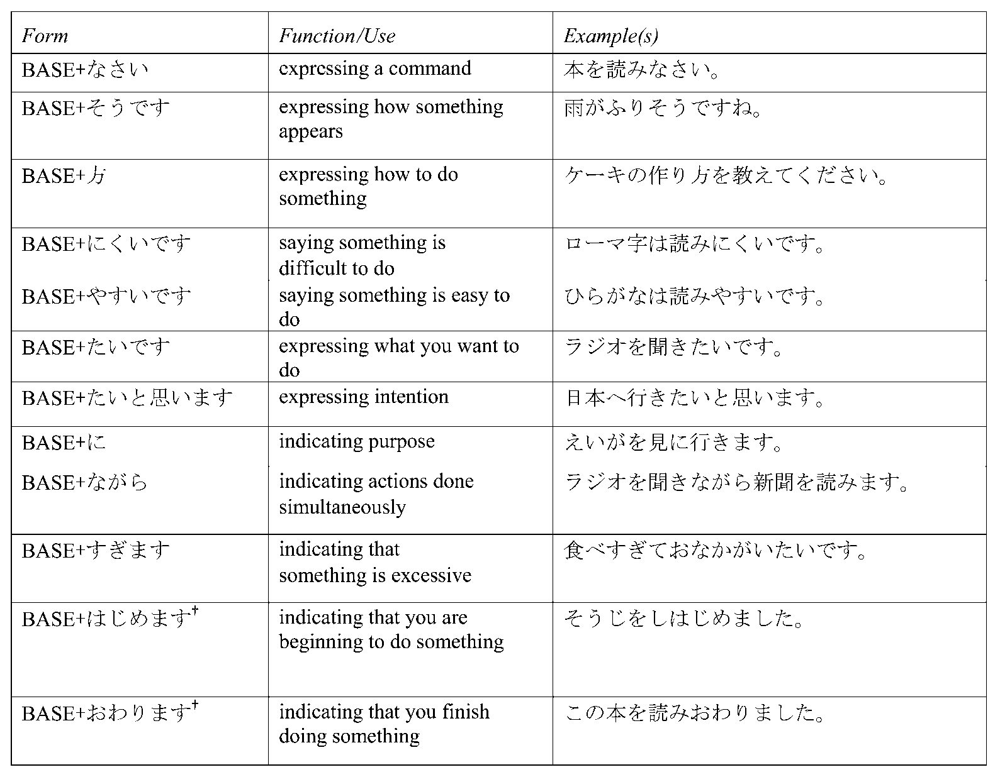 Form Function/Use Example(s)
BASE+なさい expressing a command 本を読みなさい。
BASE+そうです expressing how something 雨がふりそうですね。
appears
BASE+方 expressing how to do ケーキの作り方を教えてください。
something
BASE+にくいです saying something is ローマ字は読みにくいです。
difficult to do
BASE+やすいです saying something is easy to ひらがなは読みやすいです。
do
BASE+たいです expressing what you want to ラジオを聞きたいです。
do
BASE+たいと思います expressing intention 日本へ行きたいと思います。
BASE+に indicating purpose えいがを見に行きます。
BASE+ながら indicating actions done ラジオを聞きながら新聞を読みます。
simultaneously
BASE+すぎます indicating that 食べすぎておなかがいたいです。
something is excessive
BASE+はじめます† indicating that you are そうじをしはじめました。
beginning to do something
BASE+おわります† indicating that you finish この本を読みおわりました。
doing something